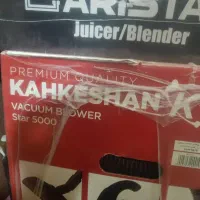 ARISTA
Juicer/Blender
PREMIUM QUALITY
KAHKESHAN K
VACUUM BLOWER
Star 5000